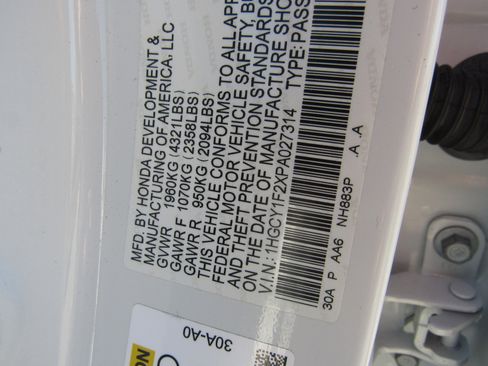 MFD. BY HONDA DEVELOPMENT &
MANUFACTURING OF AMERICA, LLC
GVWR 1960KG (4321LBS)
GAWR F 1070KG (2358LBS)
GAWR R 950KG (2094LBS)
THIS VEHICLE CONFORMS TO ALL APP
FEDERAL MOTOR VEHICLE SAFETY, B
AND THEFT PREVENTION STANDARDS
ON THE DATE OF MANUFACTURE SHO
V.I.N.: 1HGCY1F2XPA027314 TYPE: PASS
30A P AA6 NH883P .A .A
30A-A0